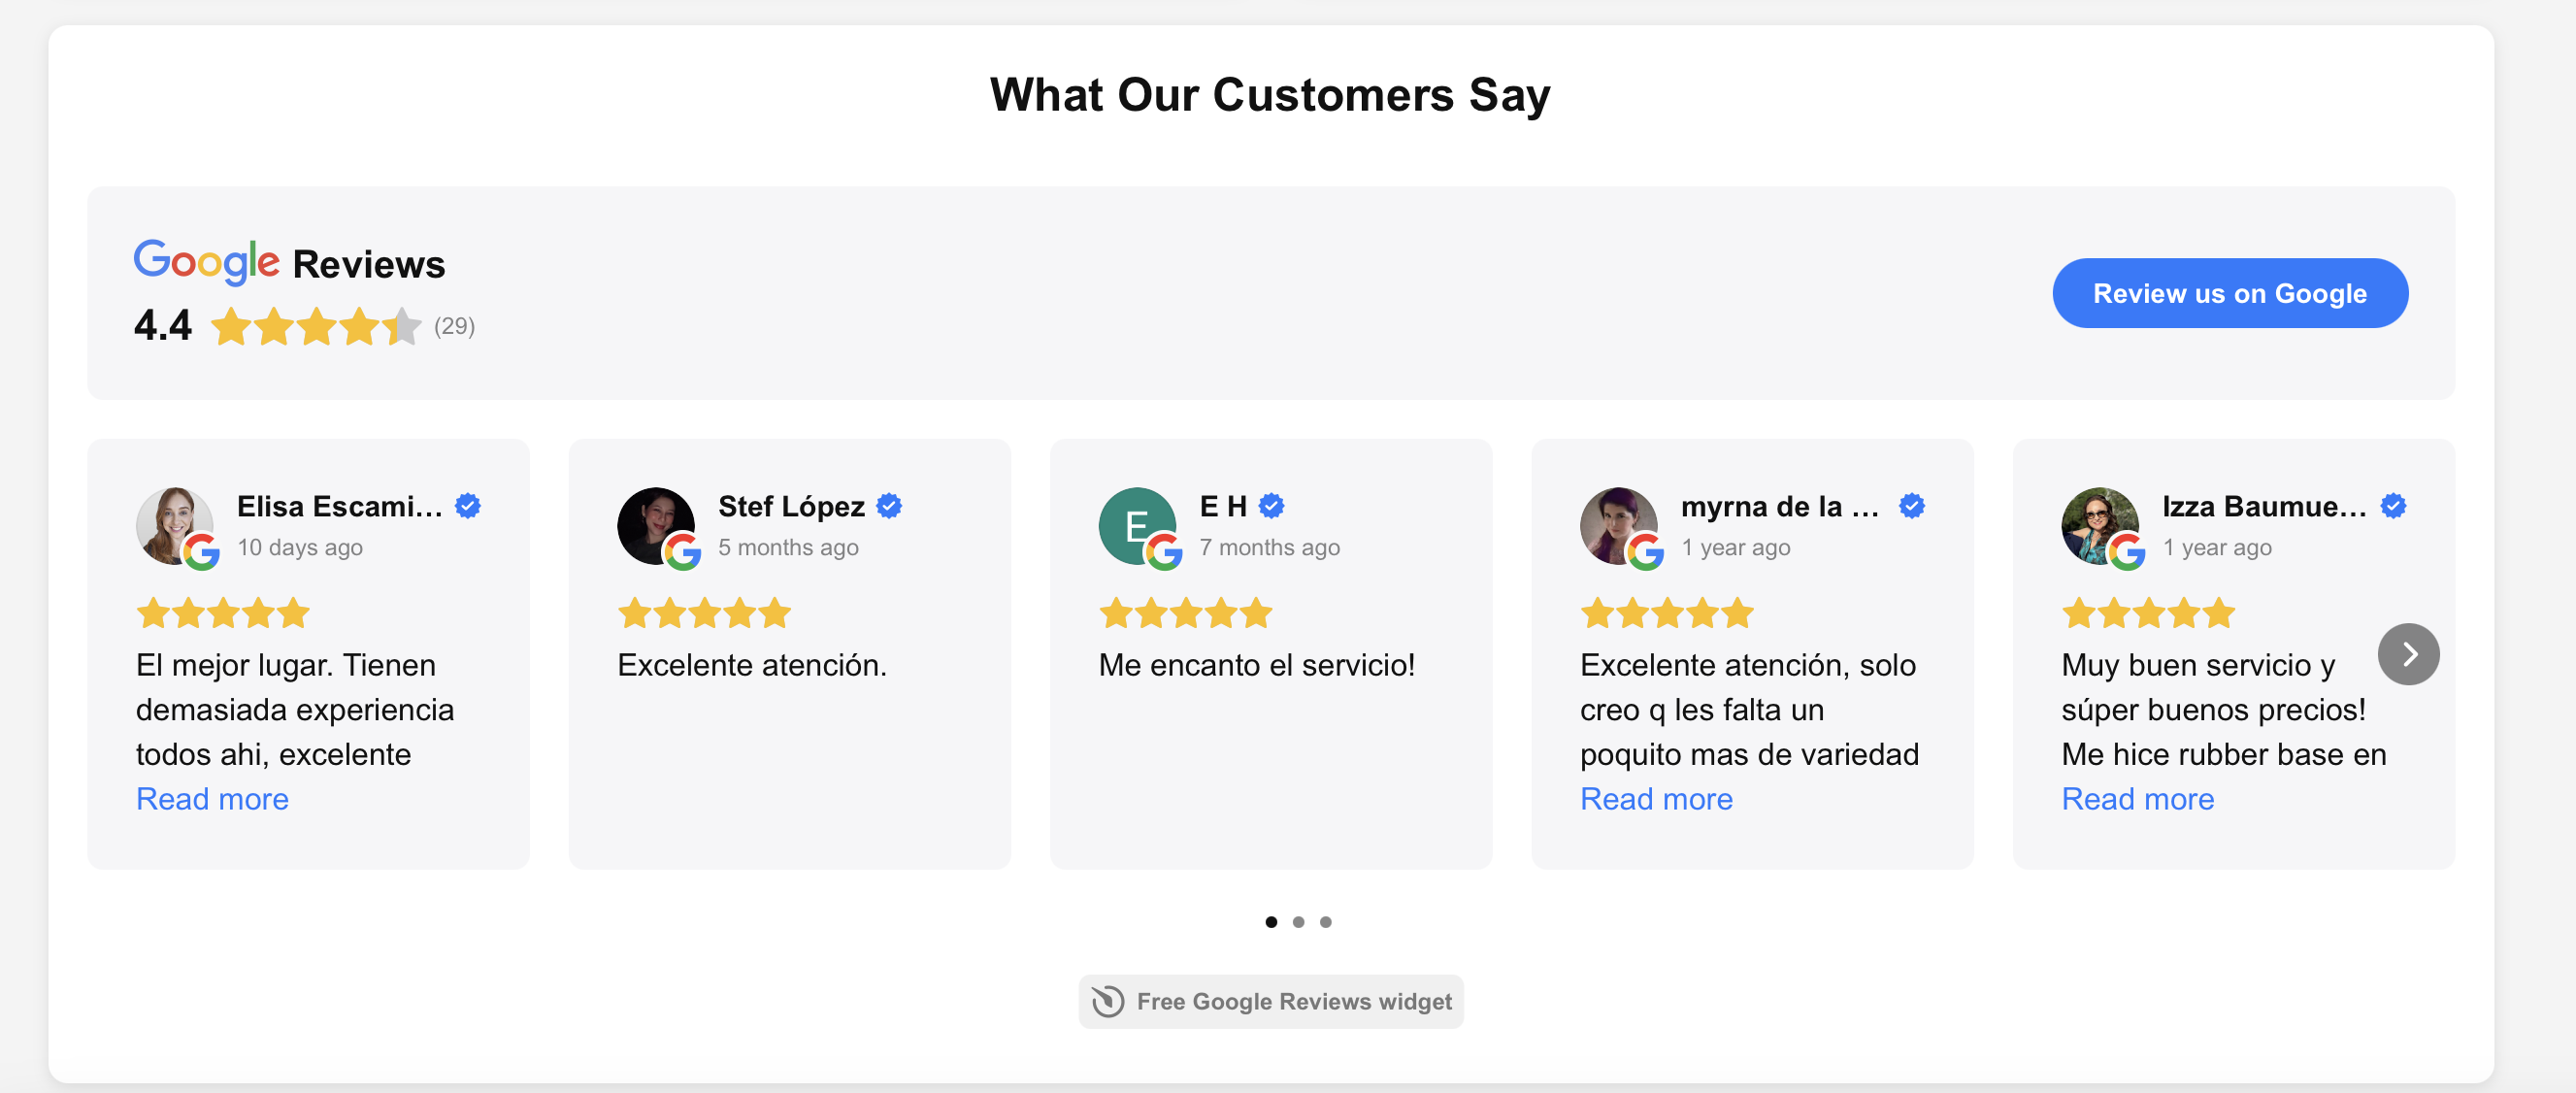 What Our Customers Say
Google Reviews
4.4 (29)
Review us on Google
Elisa Escami...
10 days ago
El mejor lugar. Tienen
demasiada experiencia
todos ahi, excelente
Read more
Stef López
5 months ago
Excelente atención.
E
E H
7 months ago
Me encanto el servicio!
myrna de la ...
1 year ago
Excelente atención, solo
creo q les falta un
poquito mas de variedad
Read more
Izza Baumue...
1 year ago
Muy buen servicio y
súper buenos precios!
Me hice rubber base en
Read more
Free Google Reviews widget